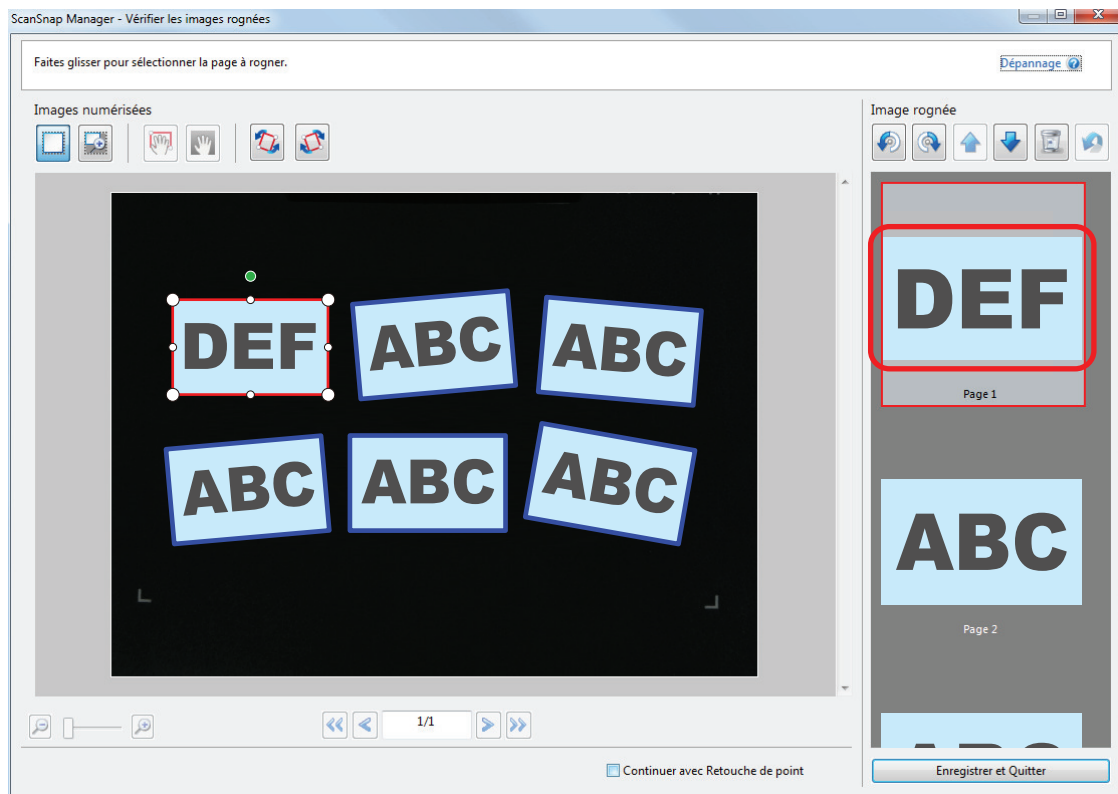 ScanSnap Manager - Vérifier les images rognées
Faites glisser pour sélectionner la page à rogner.
Dépannage
Images numérisées
Image rognée
DEF ABC ABC
ABC ABC ABC
DEF
Page 1
ABC
Page 2
1/1
Continuer avec Retouche de point
Enregistrer et Quitter